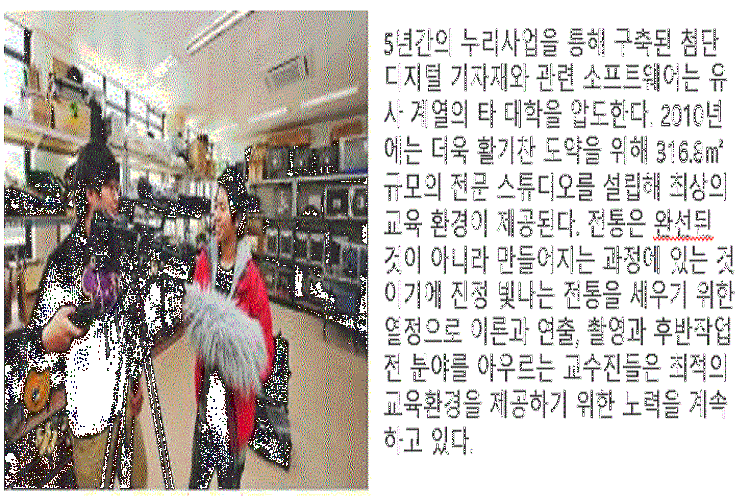 5년간의 누리사업을 통해 구축된 첨단
디지털 기자재와 관련 소프트웨어는 유
사 계열의 타 대학을 압도한다. 2010년
에는 더욱 활기찬 도약을 위해 316.8㎡
규모의 전문 스튜디오를 설립해 최상의
교육 환경이 제공된다. 전통은 완선되
것이 아니라 만들어지는 과정에 있는 것
이기에 진정 빛나는 전통을 세우기 위한
열정으로 이론과 연출, 촬영과 후반작업
전 분야를 아우르는 교수진들은 최적의
교육환경을 제공하기 위한 노력을 계속
하고 있다.